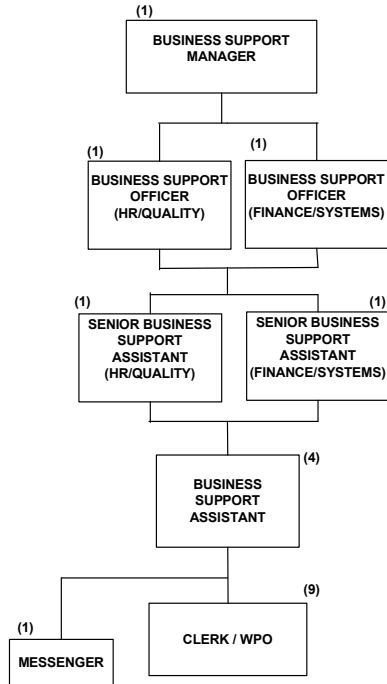 (1)
BUSINESS SUPPORT
MANAGER
(1)
BUSINESS SUPPORT
OFFICER
(HR/QUALITY)
(1)
BUSINESS SUPPORT
OFFICER
(FINANCE/SYSTEMS)
(1)
SENIOR BUSINESS
SUPPORT
ASSISTANT
(HR/QUALITY)
(1)
SENIOR BUSINESS
SUPPORT
ASSISTANT
(FINANCE/SYSTEMS)
(4)
BUSINESS
SUPPORT
ASSISTANT
(1)
MESSENGER
(9)
CLERK / WPO